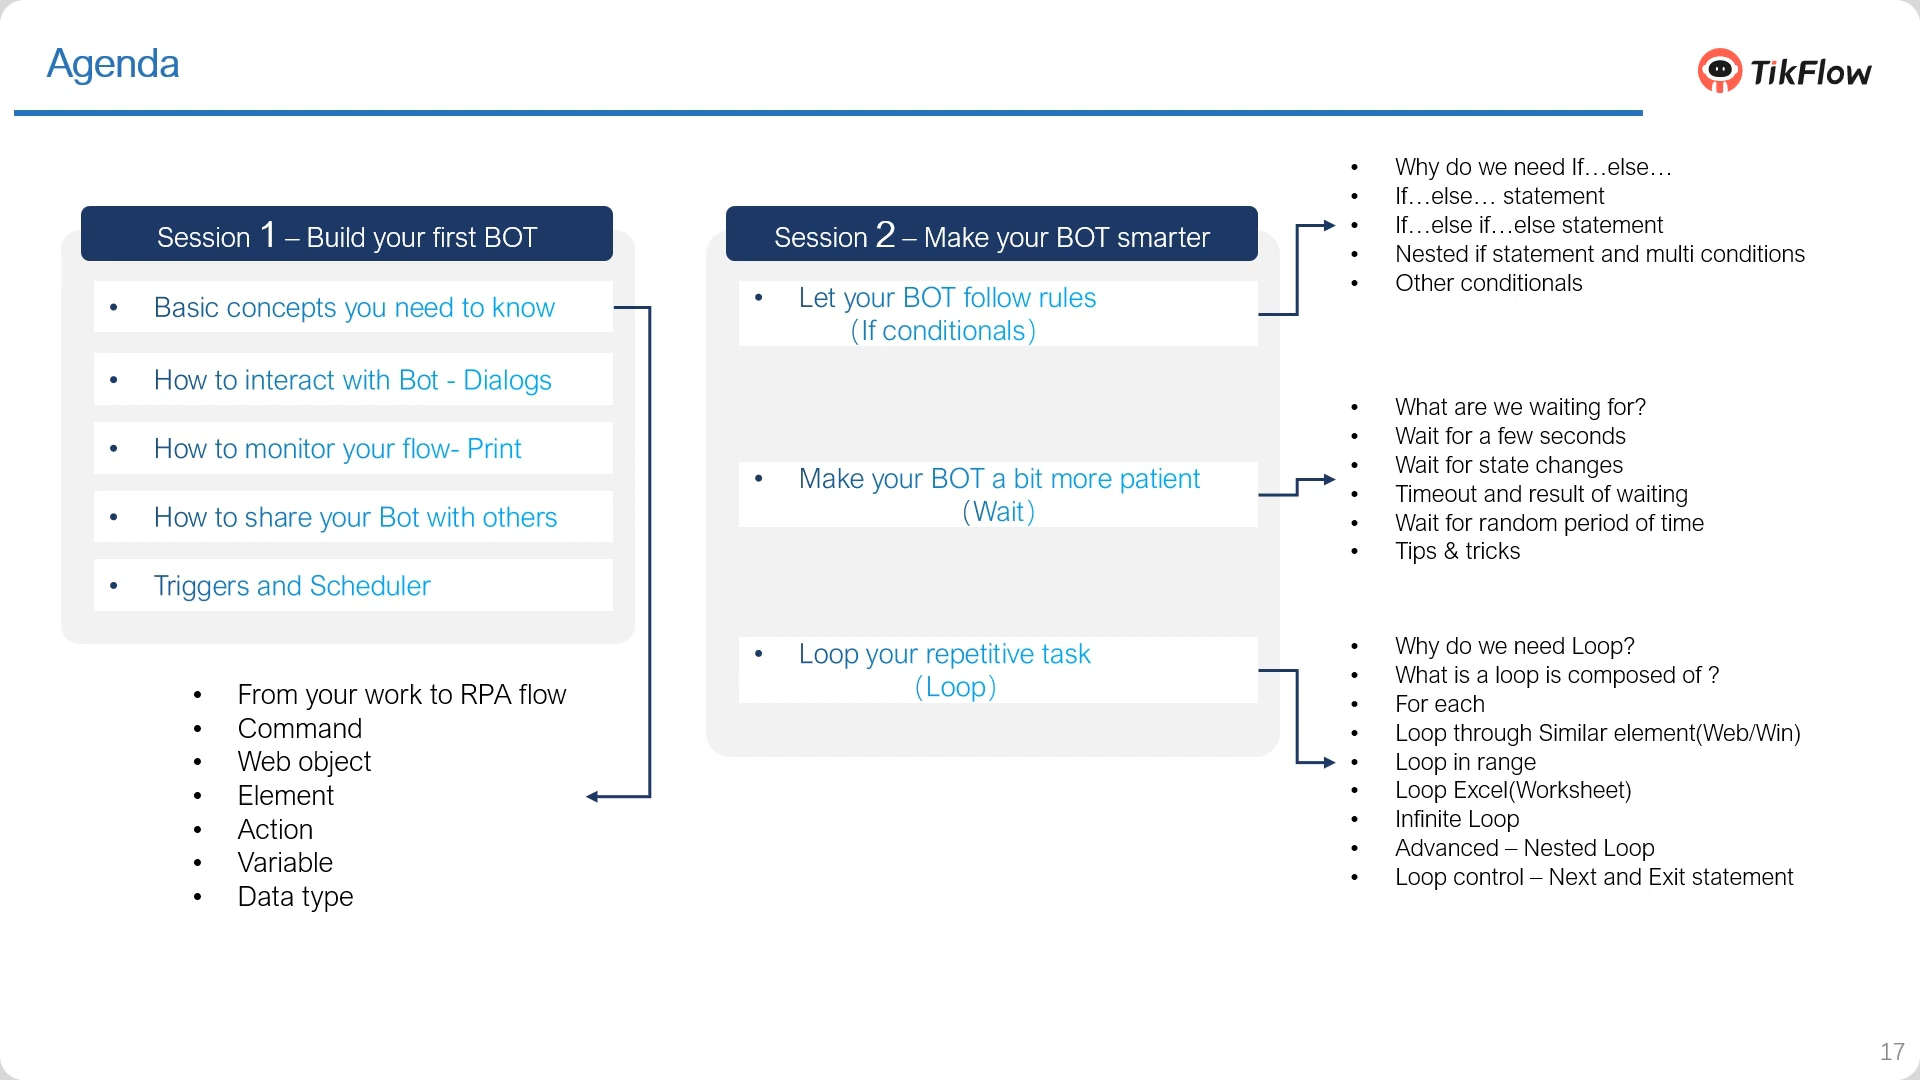 Agenda
TikFlow
Session 1 – Build your first BOT
• Basic concepts you need to know
• How to interact with Bot - Dialogs
• How to monitor your flow- Print
• How to share your Bot with others
• Triggers and Scheduler
• From your work to RPA flow
• Command
• Web object
• Element
• Action
• Variable
• Data type
Session 2 – Make your BOT smarter
• Let your BOT follow rules
(If conditionals)
• Make your BOT a bit more patient
(Wait)
• Loop your repetitive task
(Loop)
• Why do we need If…else…
• If…else… statement
• If…else if…else statement
• Nested if statement and multi conditions
• Other conditionals
• What are we waiting for?
• Wait for a few seconds
• Wait for state changes
• Timeout and result of waiting
• Wait for random period of time
• Tips & tricks
• Why do we need Loop?
• What is a loop is composed of ?
• For each
• Loop through Similar element(Web/Win)
• Loop in range
• Loop Excel(Worksheet)
• Infinite Loop
• Advanced – Nested Loop
• Loop control – Next and Exit statement
17